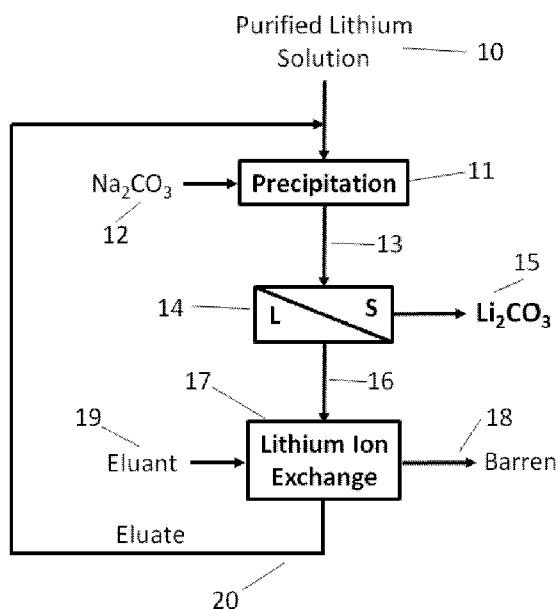 Purified Lithium
Solution
10
Na₂CO₃
Precipitation
11
12
13
15
14
L
S
Li₂CO₃
16
17
19
18
Eluant
Lithium Ion
Exchange
Barren
Eluate
20